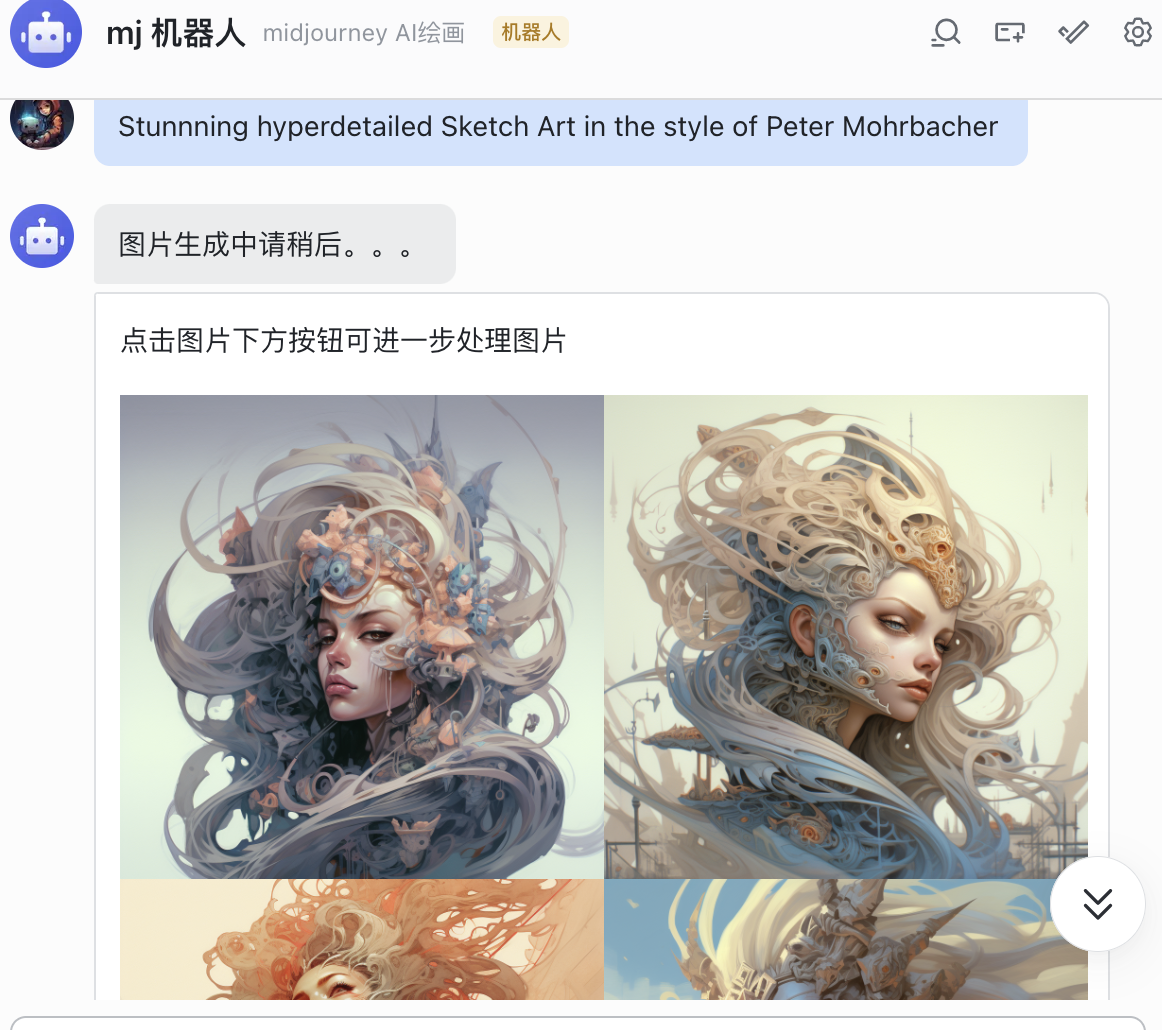 mj 机器人 midjourney AI绘画 机器人
Stunnning hyperdetailed Sketch Art in the style of Peter Mohrbacher
图片生成中请稍后。。。
点击图片下方按钮可进一步处理图片